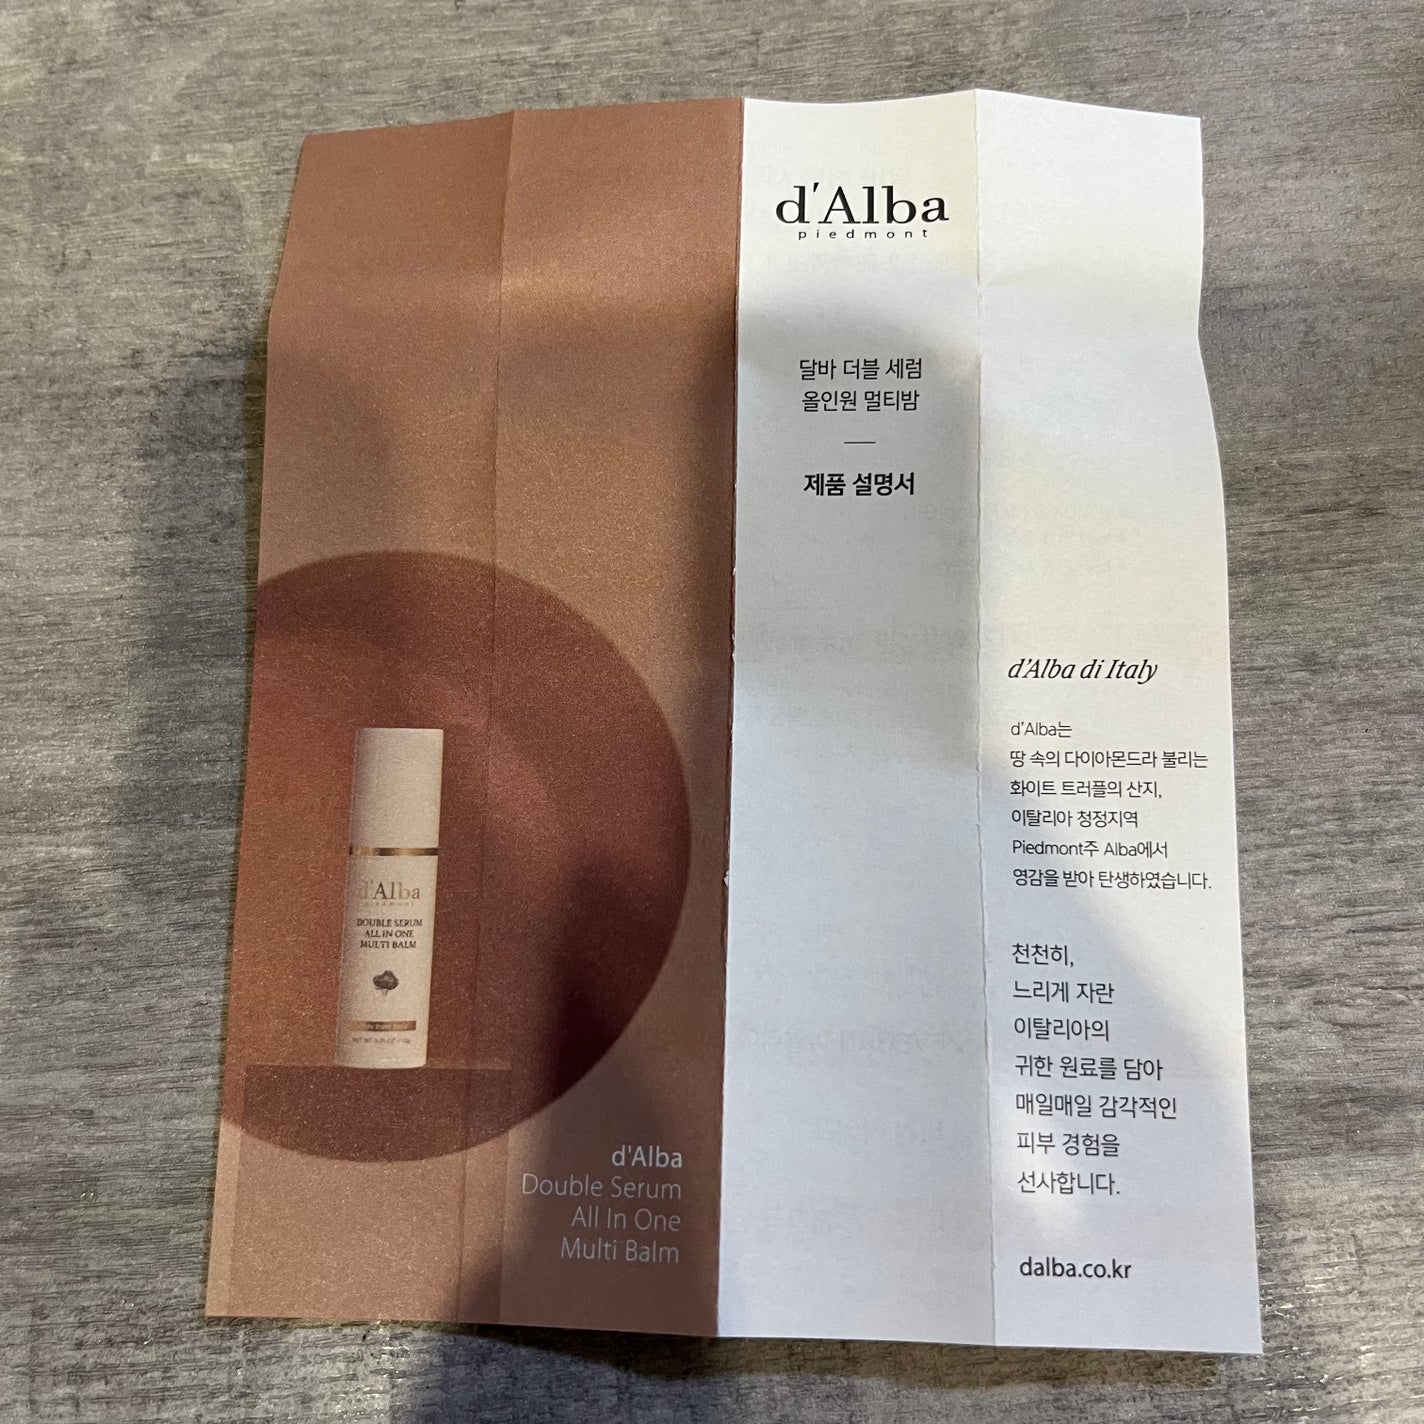 d'Alba
piedmont
DOUBLE SERUM
ALL IN ONE
MULTI BALM
d'Alba
Double Serum
All In One
Multi Balm
d'Alba
piedmont
달바 더블 세럼
올인원 멀티밤
제품 설명서
d'Alba di Italy
d'Alba는
땅 속의 다이아몬드라 불리는
화이트 트러플의 산지,
이탈리아 청정지역
Piedmont주 Alba에서
영감을 받아 탄생하였습니다.
천천히,
느리게 자란
이탈리아의
귀한 원료를 담아
매일매일 감각적인
피부 경험을
선사합니다.
dalba.co.kr